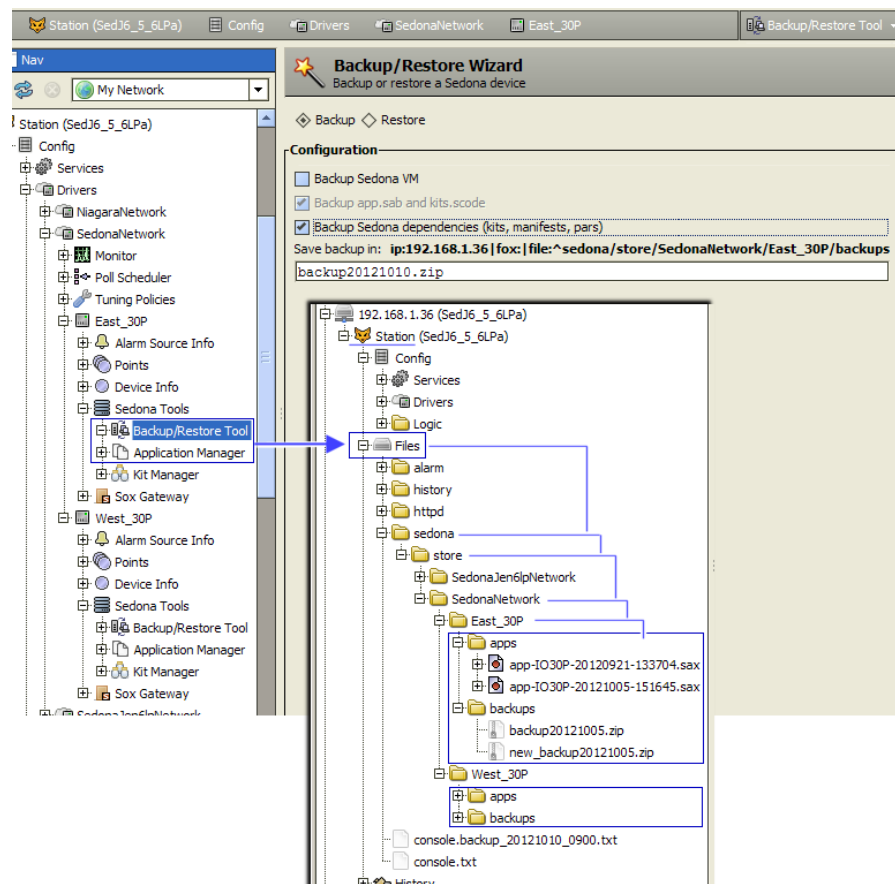 Station (SedJ6_5_6LPa) Config Drivers SedonaNetwork East_30P Backup/Restore Tool
Nav
My Network
Station (SedJ6_5_6LPa)
Config
Services
Drivers
NiagaraNetwork
SedonaNetwork
Monitor
Poll Scheduler
Tuning Policies
East_30P
Alarm Source Info
Points
Device Info
Sedona Tools
Backup/Restore Tool
Application Manager
Kit Manager
Sox Gateway
West_30P
Alarm Source Info
Points
Device Info
Sedona Tools
Backup/Restore Tool
Application Manager
Kit Manager
Sox Gateway
SedonaJen6lpNetwork
Backup/Restore Wizard
Backup or restore a Sedona device
Backup Restore
Configuration
Backup Sedona VM
Backup app.sab and kits.scode
Backup Sedona dependencies (kits, manifests, pars)
Save backup in: ip:192.168.1.36|fox:|file:^sedona/store/SedonaNetwork/East_30P/backups
backup20121010.zip
192.168.1.36 (SedJ6_5_6LPa)
Station (SedJ6_5_6LPa)
Config
Services
Drivers
Logic
Files
alarm
history
httpd
sedona
store
SedonaJen6lpNetwork
SedonaNetwork
East_30P
apps
app-IO30P-20120921-133704.sax
app-IO30P-20121005-151645.sax
backups
backup20121005.zip
new_backup20121005.zip
West_30P
apps
backups
console.backup_20121010_0900.txt
console.txt
History